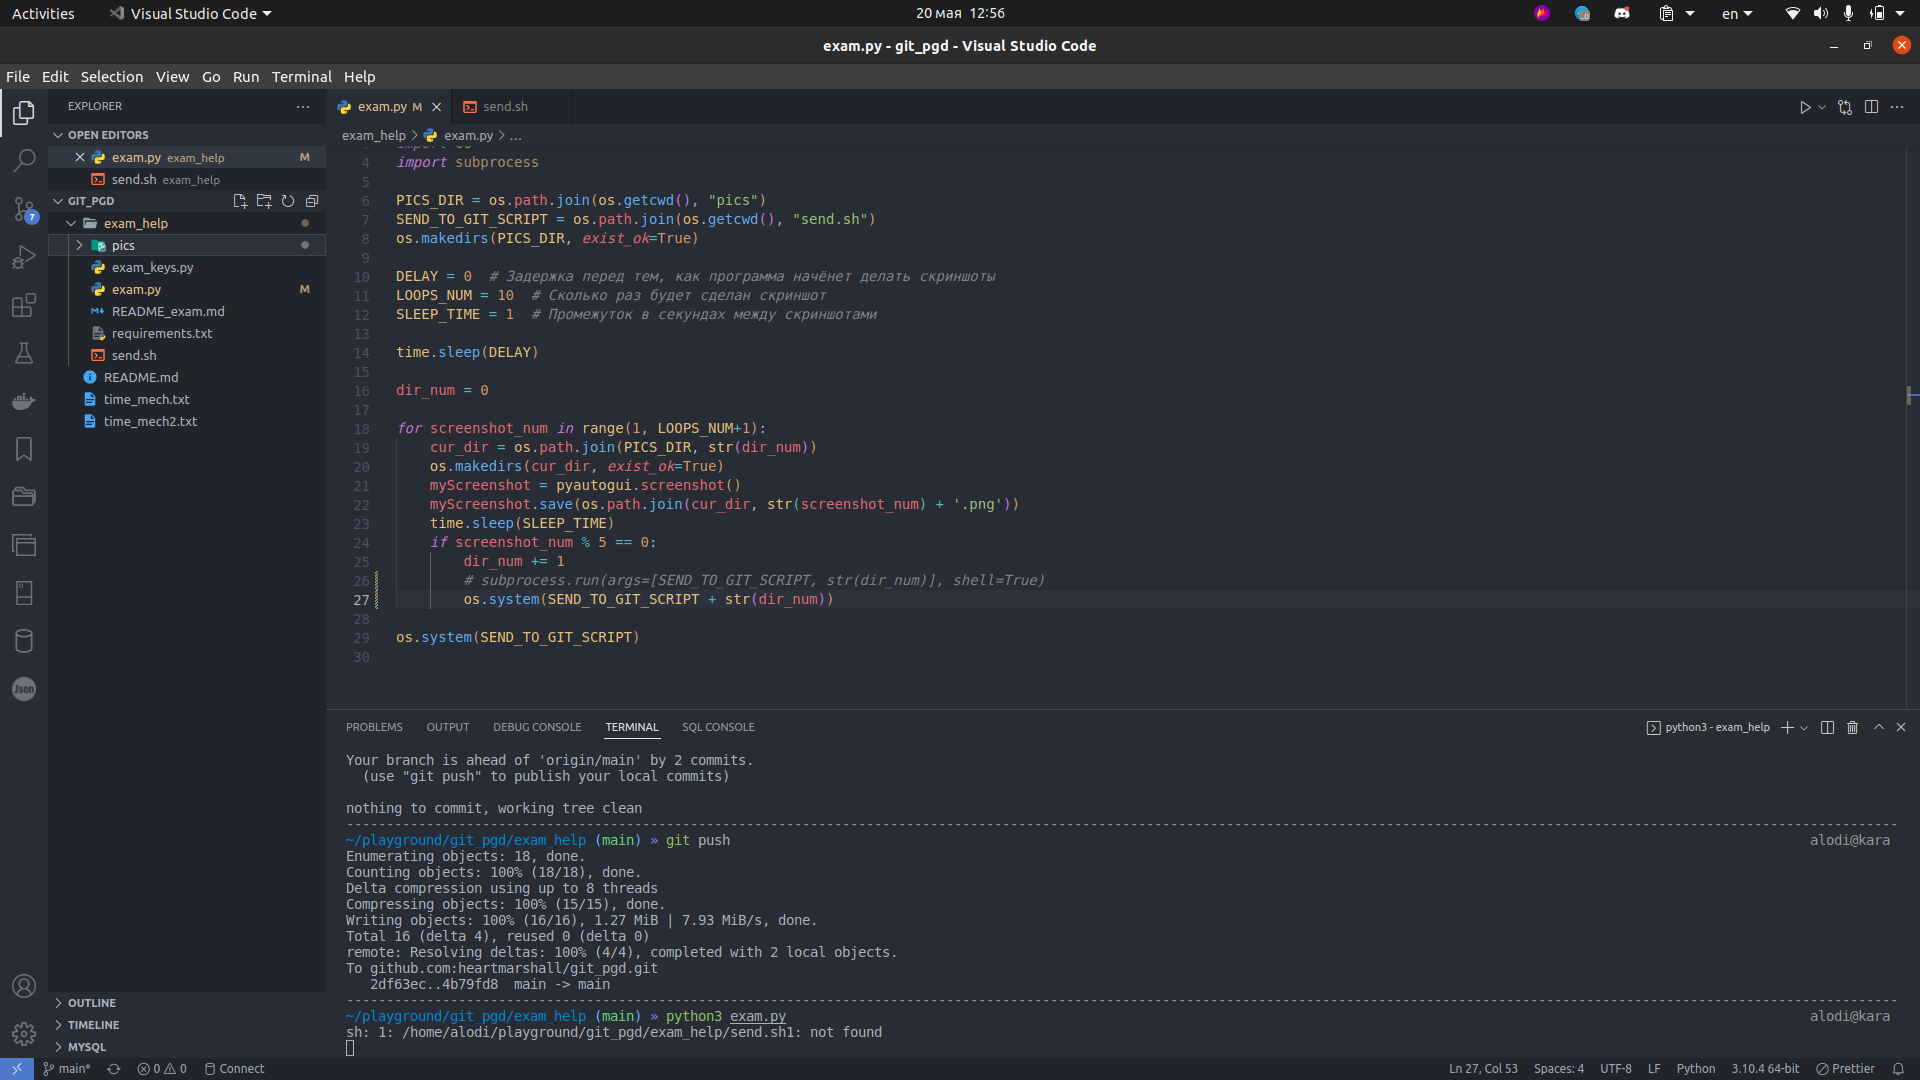 Activities
Visual Studio Code
20 мая 12:56
en
exam.py - git_pgd - Visual Studio Code
File Edit Selection View Go Run Terminal Help
EXPLORER
OPEN EDITORS
exam.py exam_help M
send.sh exam_help
GIT_PGD
exam_help
pics
exam_keys.py
exam.py M
README_exam.md
requirements.txt
send.sh
README.md
time_mech.txt
time_mech2.txt
7
Json
OUTLINE
TIMELINE
MYSQL
exam.py M
send.sh
exam_help > exam.py > ...
4 import subprocess
5
6 PICS_DIR = os.path.join(os.getcwd(), "pics")
7 SEND_TO_GIT_SCRIPT = os.path.join(os.getcwd(), "send.sh")
8 os.makedirs(PICS_DIR, exist_ok=True)
9
10 DELAY = 0  # Задержка перед тем, как программа начёнет делать скриншоты
11 LOOPS_NUM = 10  # Сколько раз будет сделан скриншот
12 SLEEP_TIME = 1  # Промежуток в секундах между скриншотами
13
14 time.sleep(DELAY)
15
16 dir_num = 0
17
18 for screenshot_num in range(1, LOOPS_NUM+1):
19     cur_dir = os.path.join(PICS_DIR, str(dir_num))
20     os.makedirs(cur_dir, exist_ok=True)
21     myScreenshot = pyautogui.screenshot()
22     myScreenshot.save(os.path.join(cur_dir, str(screenshot_num) + '.png'))
23     time.sleep(SLEEP_TIME)
24     if screenshot_num % 5 == 0:
25         dir_num += 1
26         # subprocess.run(args=[SEND_TO_GIT_SCRIPT, str(dir_num)], shell=True)
27         os.system(SEND_TO_GIT_SCRIPT + str(dir_num))
28
29 os.system(SEND_TO_GIT_SCRIPT)
30
PROBLEMS OUTPUT DEBUG CONSOLE TERMINAL SQL CONSOLE
python3 - exam_help
Your branch is ahead of 'origin/main' by 2 commits.
  (use "git push" to publish your local commits)
nothing to commit, working tree clean
~/playground/git_pgd/exam_help (main) » git push alodi@kara
Enumerating objects: 18, done.
Counting objects: 100% (18/18), done.
Delta compression using up to 8 threads
Compressing objects: 100% (15/15), done.
Writing objects: 100% (16/16), 1.27 MiB | 7.93 MiB/s, done.
Total 16 (delta 4), reused 0 (delta 0)
remote: Resolving deltas: 100% (4/4), completed with 2 local objects.
To github.com:heartmarshall/git_pgd.git
   2df63ec..4b79fd8  main -> main
~/playground/git_pgd/exam_help (main) » python3 exam.py alodi@kara
sh: 1: /home/alodi/playground/git_pgd/exam_help/send.sh1: not found
main* 0 0 Connect
Ln 27, Col 53 Spaces: 4 UTF-8 LF Python 3.10.4 64-bit Prettier